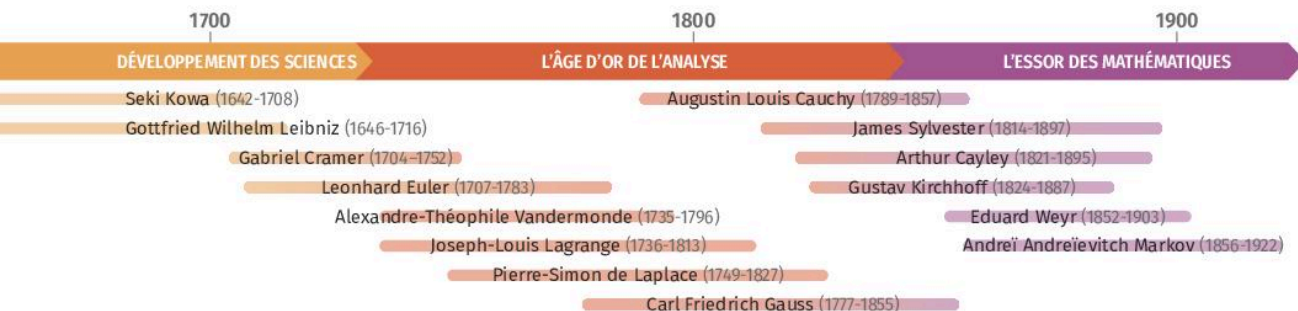 1700 1800 1900
DÉVELOPPEMENT DES SCIENCES L'ÂGE D'OR DE L'ANALYSE L'ESSOR DES MATHÉMATIQUES
Seki Kowa (1642-1708) Augustin Louis Cauchy (1789-1857)
Gottfried Wilhelm Leibniz (1646-1716) James Sylvester (1814-1897)
Gabriel Cramer (1704–1752) Arthur Cayley (1821-1895)
Leonhard Euler (1707-1783) Gustav Kirchhoff (1824-1887)
Alexandre-Théophile Vandermonde (1735-1796) Eduard Weyr (1852-1903)
Joseph-Louis Lagrange (1736-1813) Andreï Andreïevitch Markov (1856-1922)
Pierre-Simon de Laplace (1749-1827)
Carl Friedrich Gauss (1777-1855)